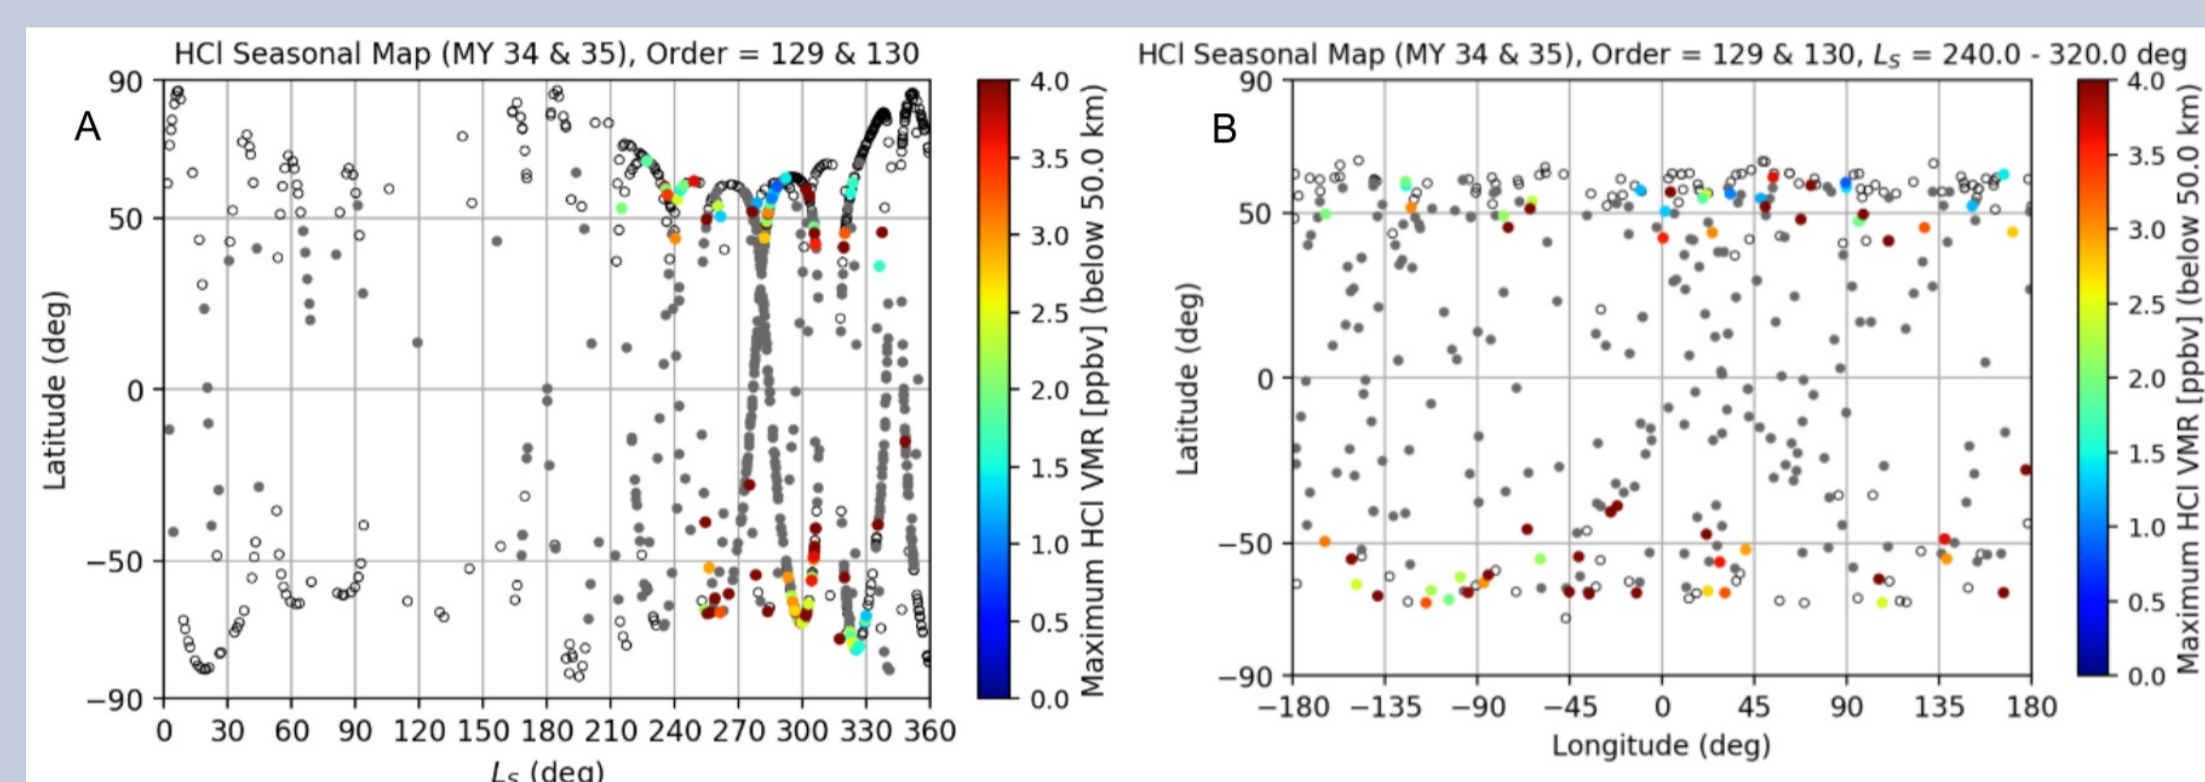 HCl Seasonal Map (MY 34 & 35), Order = 129 & 130
A
90
50
0
−50
−90
Latitude (deg)
0 30 60 90 120 150 180 210 240 270 300 330 360
L_S (deg)
4.0
3.5
3.0
2.5
2.0
1.5
1.0
0.5
0.0
Maximum HCl VMR [ppbv] (below 50.0 km)
HCl Seasonal Map (MY 34 & 35), Order = 129 & 130, L_S = 240.0 - 320.0 deg
B
90
50
0
−50
−90
Latitude (deg)
−180 −135 −90 −45 0 45 90 135 180
Longitude (deg)
4.0
3.5
3.0
2.5
2.0
1.5
1.0
0.5
0.0
Maximum HCl VMR [ppbv] (below 50.0 km)